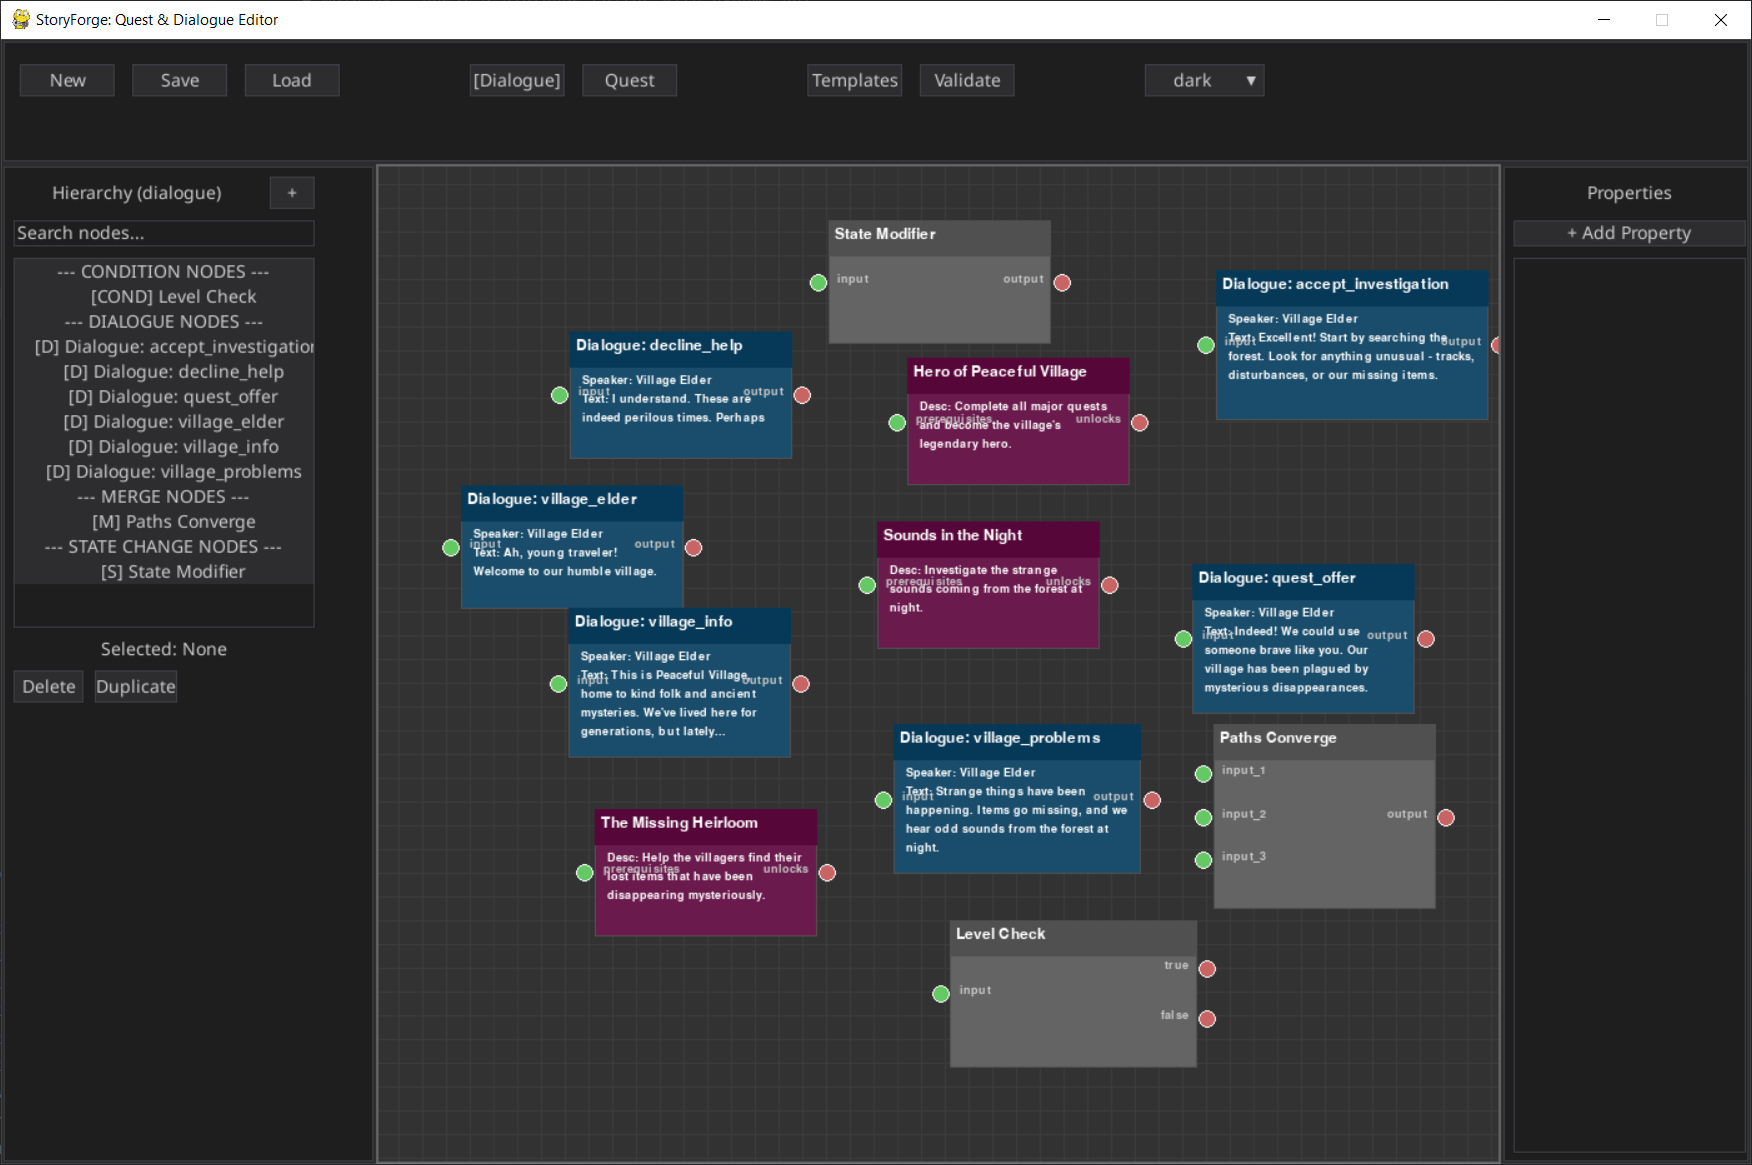 StoryForge: Quest & Dialogue Editor
New
Save
Load
[Dialogue]
Quest
Templates
Validate
dark
Hierarchy (dialogue)
+
Search nodes...
--- CONDITION NODES ---
[COND] Level Check
--- DIALOGUE NODES ---
[D] Dialogue: accept_investigation
[D] Dialogue: decline_help
[D] Dialogue: quest_offer
[D] Dialogue: village_elder
[D] Dialogue: village_info
[D] Dialogue: village_problems
--- MERGE NODES ---
[M] Paths Converge
--- STATE CHANGE NODES ---
[S] State Modifier
Selected: None
Delete
Duplicate
State Modifier
input
output
Dialogue: accept_investigation
Speaker: Village Elder
input
output
Text: Excellent! Start by searching the
forest. Look for anything unusual - tracks,
disturbances, or our missing items.
Dialogue: decline_help
Speaker: Village Elder
input
output
Text: I understand. These are
indeed perilous times. Perhaps
Hero of Peaceful Village
Desc: Complete all major quests
prerequisites
unlocks
and become the village's
legendary hero.
Dialogue: village_elder
Speaker: Village Elder
input
output
Text: Ah, young traveler!
Welcome to our humble village.
Sounds in the Night
Desc: Investigate the strange
prerequisites
unlocks
sounds coming from the forest at
night.
Dialogue: quest_offer
Speaker: Village Elder
input
output
Text: Indeed! We could use
someone brave like you. Our
village has been plagued by
mysterious disappearances.
Dialogue: village_info
Speaker: Village Elder
input
output
Text: This is Peaceful Village,
home to kind folk and ancient
mysteries. We've lived here for
generations, but lately...
Dialogue: village_problems
Speaker: Village Elder
input
output
Text: Strange things have been
happening. Items go missing, and we
hear odd sounds from the forest at
night.
Paths Converge
input_1
input_2
output
input_3
The Missing Heirloom
Desc: Help the villagers find their
prerequisites
unlocks
lost items that have been
disappearing mysteriously.
Level Check
true
input
false
Properties
+ Add Property